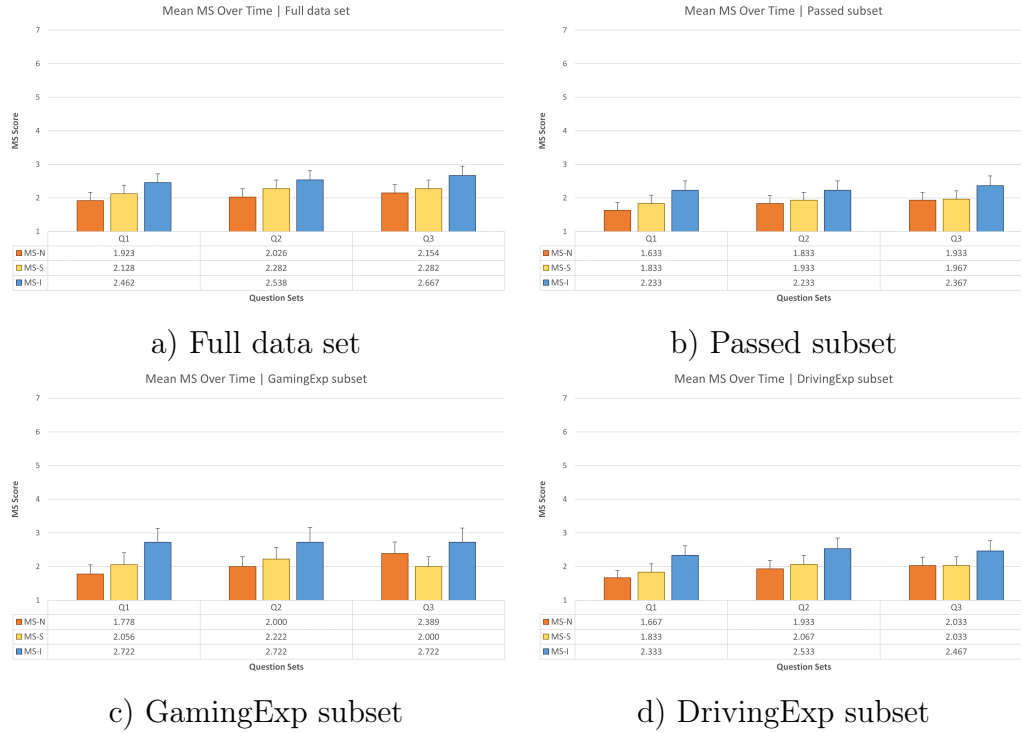 Mean MS Over Time | Full data set
7
6
5
4
3
2
1
MS Score
Q1 Q2 Q3
MS-N 1.923 2.026 2.154
MS-S 2.128 2.282 2.282
MS-I 2.462 2.538 2.667
Question Sets
a) Full data set
Mean MS Over Time | Passed subset
7
6
5
4
3
2
1
MS Score
Q1 Q2 Q3
MS-N 1.633 1.833 1.933
MS-S 1.833 1.933 1.967
MS-I 2.233 2.233 2.367
Question Sets
b) Passed subset
Mean MS Over Time | GamingExp subset
7
6
5
4
3
2
1
MS Score
Q1 Q2 Q3
MS-N 1.778 2.000 2.389
MS-S 2.056 2.222 2.000
MS-I 2.722 2.722 2.722
Question Sets
c) GamingExp subset
Mean MS Over Time | DrivingExp subset
7
6
5
4
3
2
1
MS Score
Q1 Q2 Q3
MS-N 1.667 1.933 2.033
MS-S 1.833 2.067 2.033
MS-I 2.333 2.533 2.467
Question Sets
d) DrivingExp subset